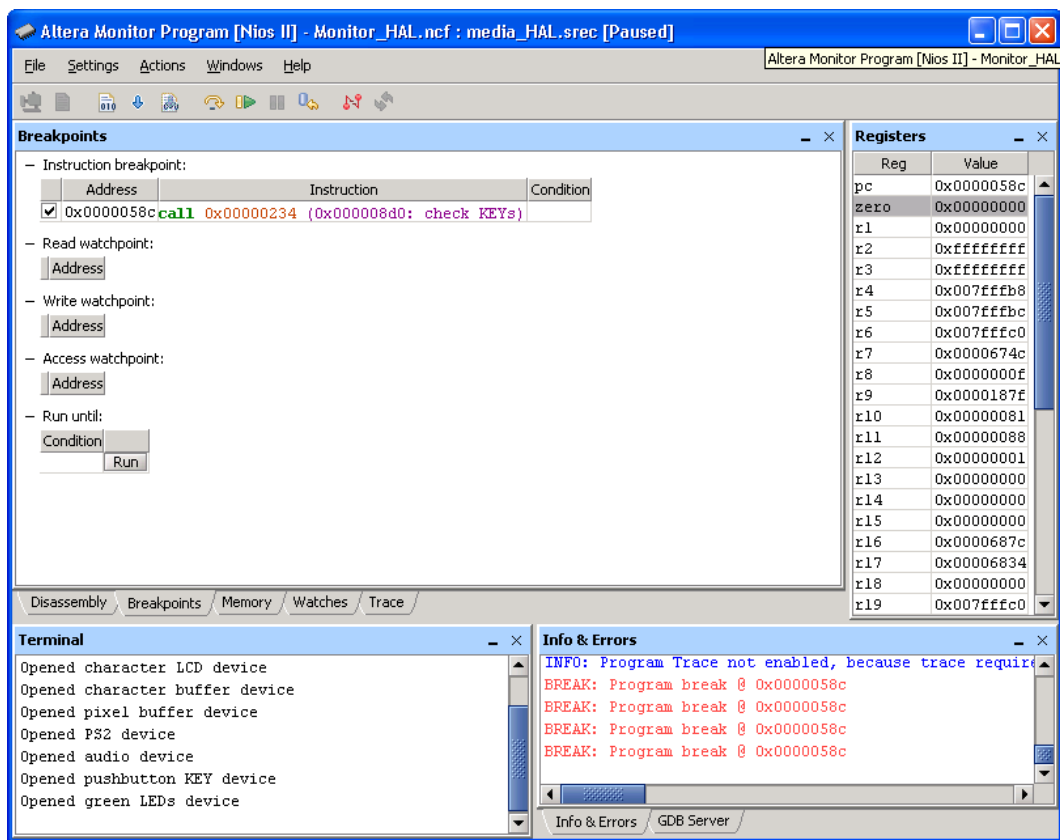 Altera Monitor Program [Nios II] - Monitor_HAL.ncf : media_HAL.srec [Paused]
Altera Monitor Program [Nios II] - Monitor_HAL
File Settings Actions Windows Help
Breakpoints
Instruction breakpoint:
Address Instruction Condition
0x0000058c call 0x00000234 (0x000008d0: check KEYs)
Read watchpoint:
Address
Write watchpoint:
Address
Access watchpoint:
Address
Run until:
Condition
Run
Disassembly Breakpoints Memory Watches Trace
Registers
Reg Value
pc 0x0000058c
zero 0x00000000
r1 0x00000000
r2 0xffffffff
r3 0xffffffff
r4 0x007fffb8
r5 0x007fffbc
r6 0x007fffc0
r7 0x0000674c
r8 0x0000000f
r9 0x0000187f
r10 0x00000081
r11 0x00000088
r12 0x00000001
r13 0x00000000
r14 0x00000000
r15 0x00000000
r16 0x0000687c
r17 0x00006834
r18 0x00000000
r19 0x007fffc0
Terminal
Opened character LCD device
Opened character buffer device
Opened pixel buffer device
Opened PS2 device
Opened audio device
Opened pushbutton KEY device
Opened green LEDs device
Info & Errors
INFO: Program Trace not enabled, because trace require
BREAK: Program break @ 0x0000058c
BREAK: Program break @ 0x0000058c
BREAK: Program break @ 0x0000058c
BREAK: Program break @ 0x0000058c
Info & Errors GDB Server